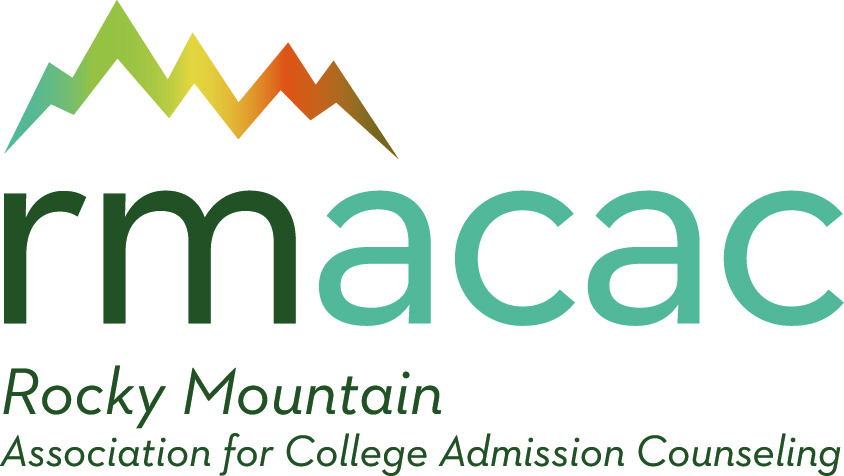 rmacac
Rocky Mountain
Association for College Admission Counseling